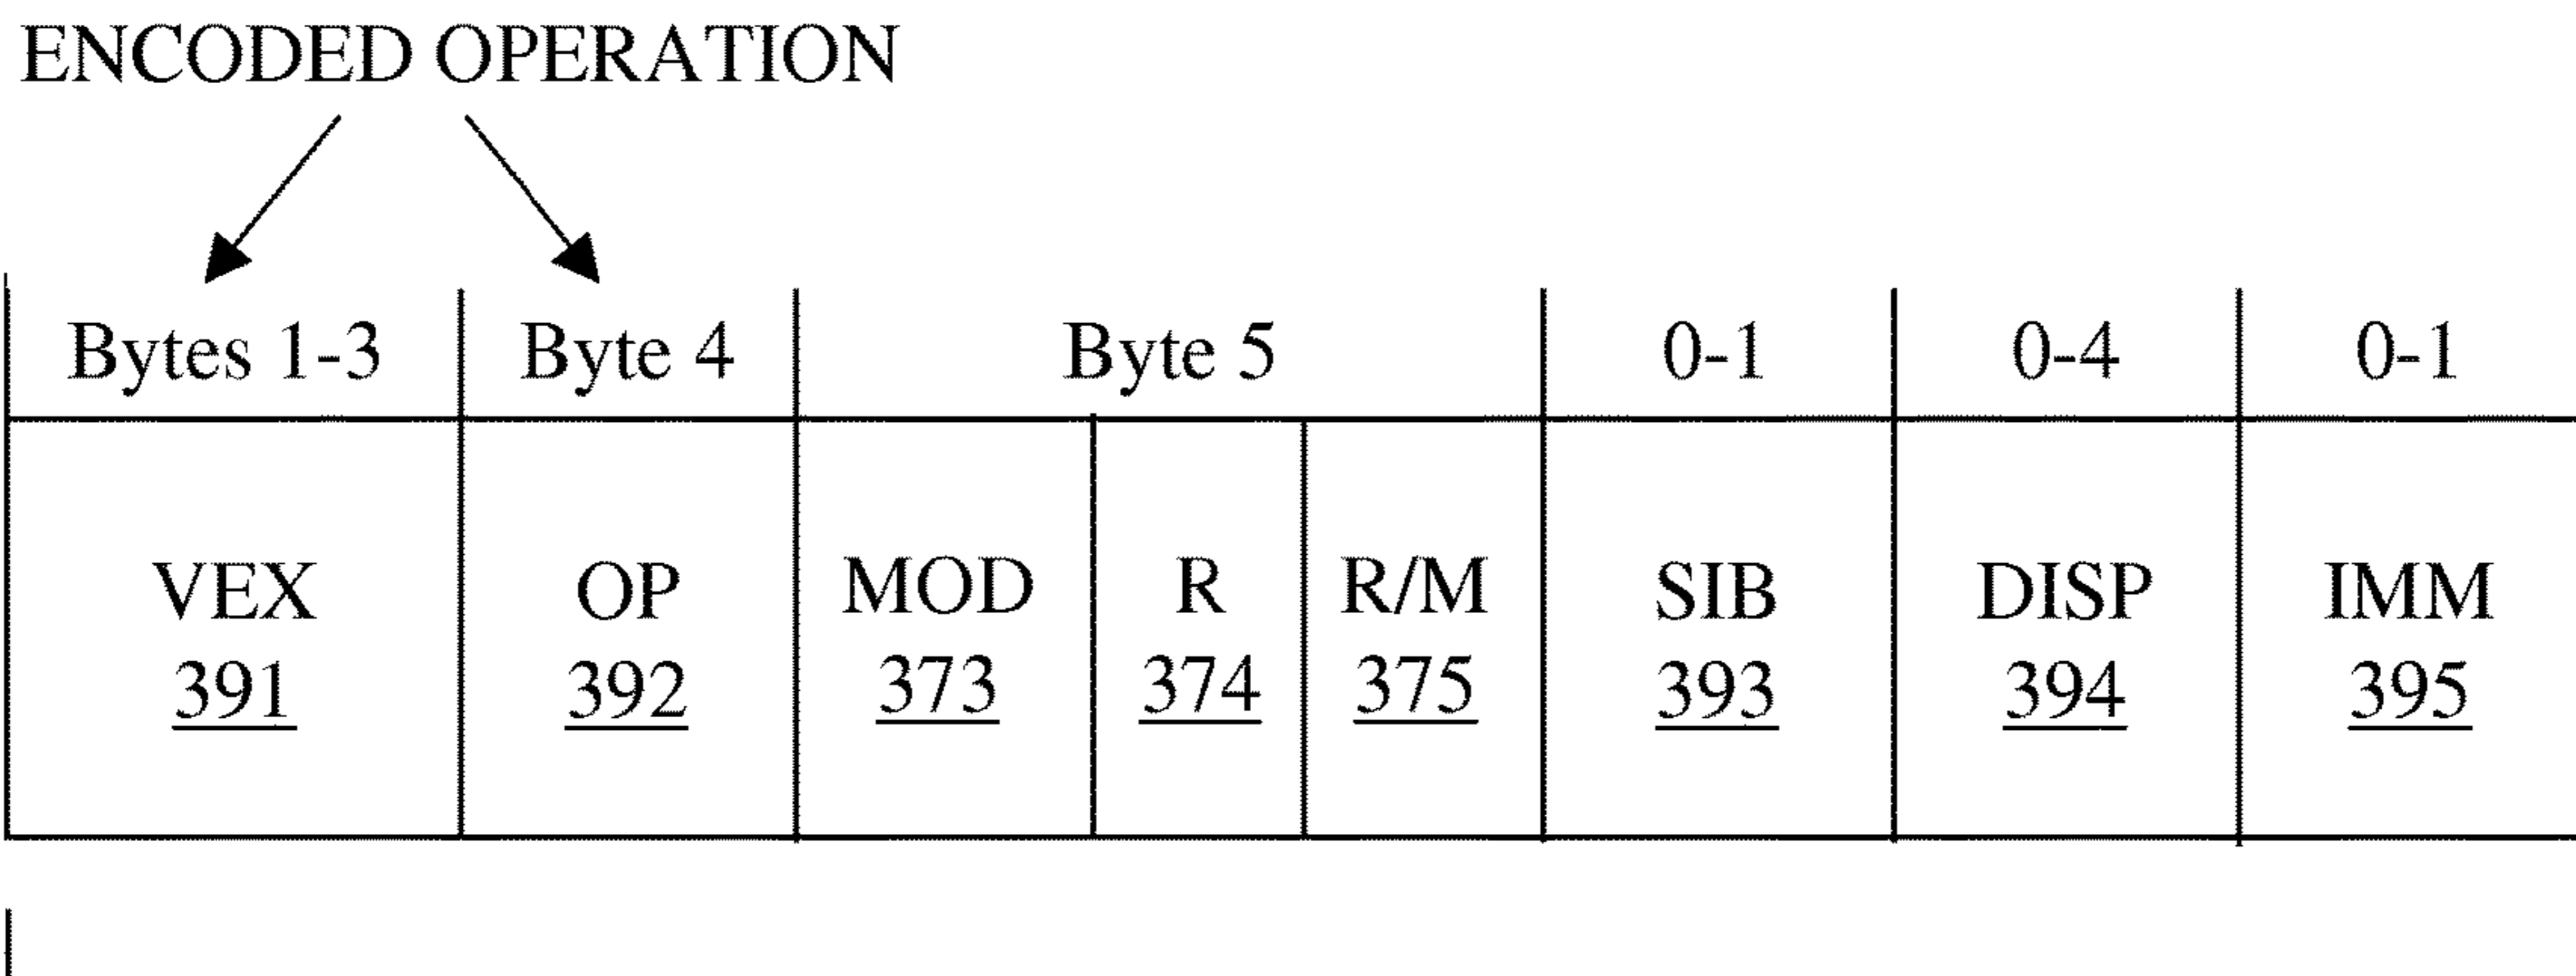 ENCODED OPERATION
Bytes 1-3 Byte 4 Byte 5 0-1 0-4 0-1
VEX OP MOD R R/M SIB DISP IMM
391 392 373 374 375 393 394 395